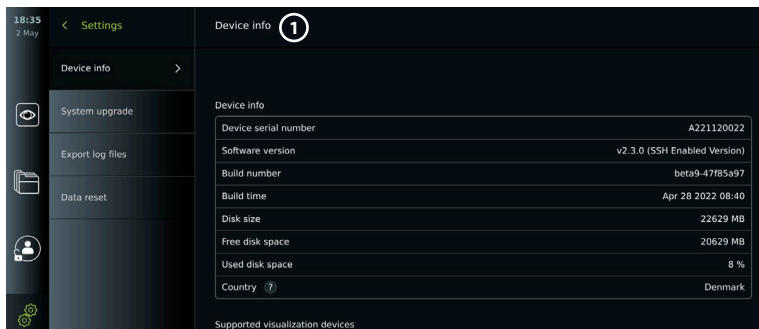 18:35
2 May
Settings
Device info
1
Device info
System upgrade
Export log files
Data reset
Device info
Device serial number A221120022
Software version v2.3.0 (SSH Enabled Version)
Build number beta9-47f85a97
Build time Apr 28 2022 08:40
Disk size 22629 MB
Free disk space 20629 MB
Used disk space 8 %
Country ? Denmark
Supported visualization devices